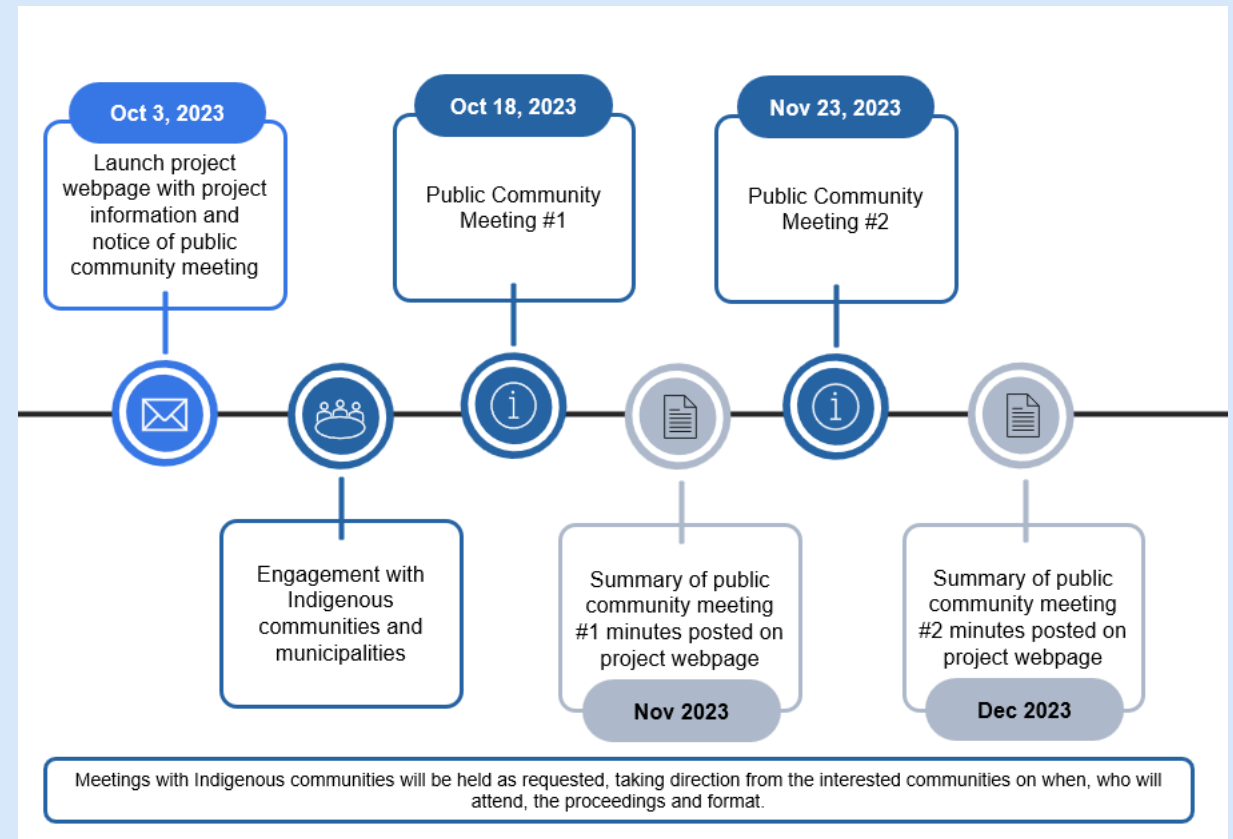 Oct 3, 2023
Launch project
webpage with project
information and
notice of public
community meeting
Engagement with
Indigenous
communities and
municipalities
Oct 18, 2023
Public Community
Meeting #1
Summary of public
community meeting
#1 minutes posted on
project webpage
Nov 2023
Nov 23, 2023
Public Community
Meeting #2
Summary of public
community meeting
#2 minutes posted on
project webpage
Dec 2023
Meetings with Indigenous communities will be held as requested, taking direction from the interested communities on when, who will
attend, the proceedings and format.